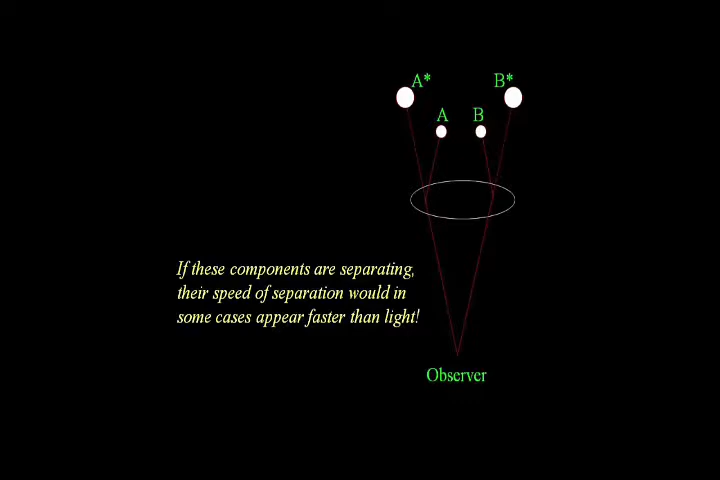 A* B*
A B
If these components are separating,
their speed of separation would in
some cases appear faster than light!
Observer